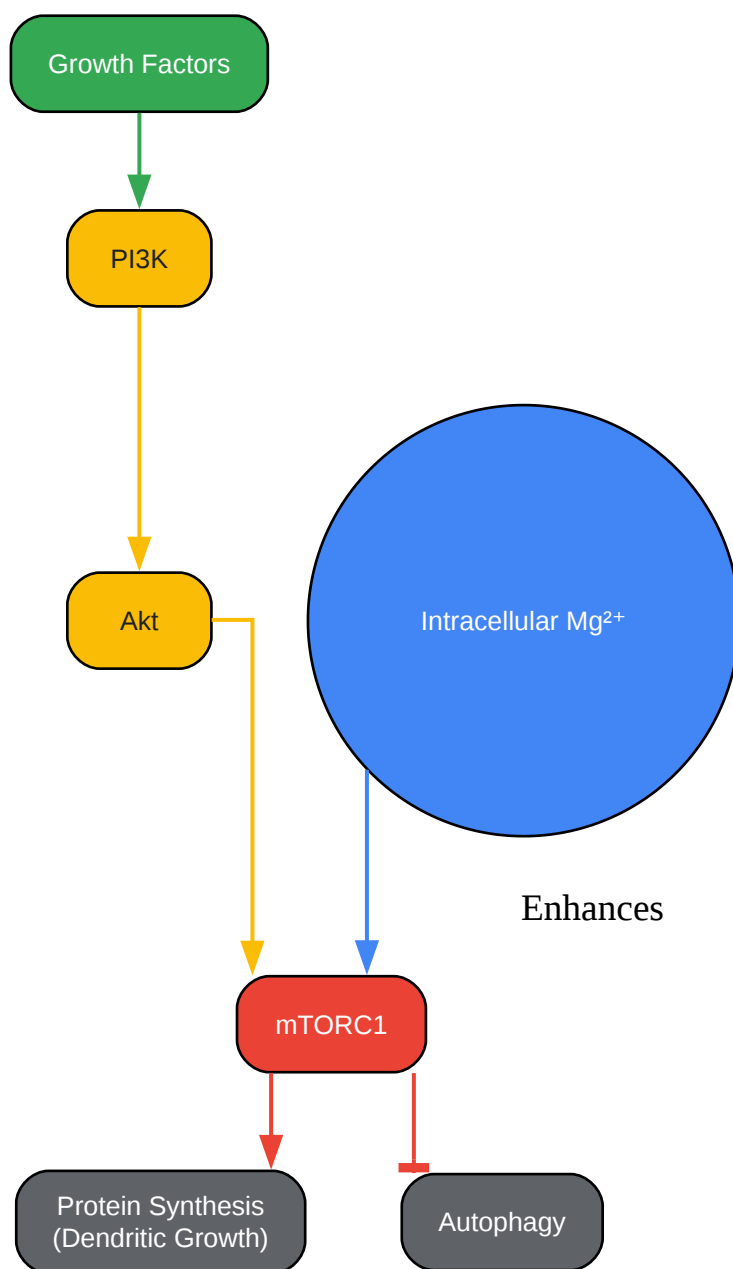 Growth Factors
PI3K
Akt
Intracellular Mg²⁺
Enhances
mTORC1
Protein Synthesis
(Dendritic Growth)
Autophagy